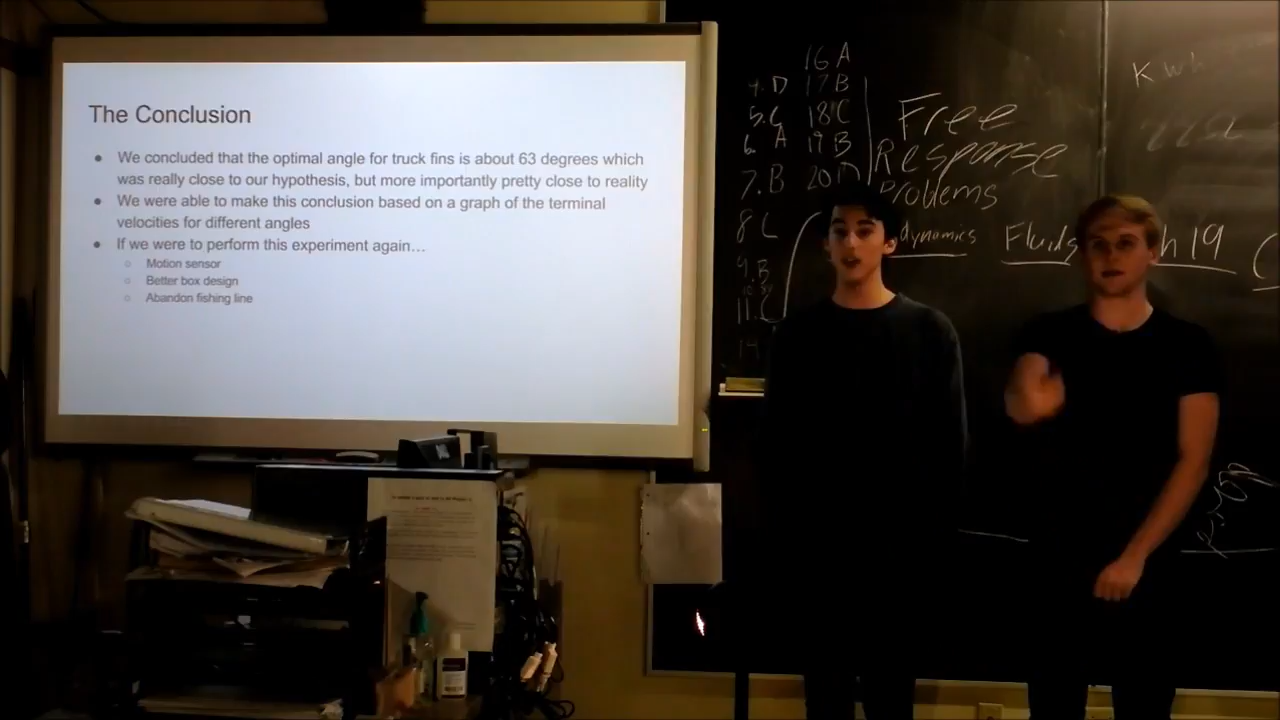 The Conclusion
● We concluded that the optimal angle for truck fins is about 63 degrees which
was really close to our hypothesis, but more importantly pretty close to reality
● We were able to make this conclusion based on a graph of the terminal
velocities for different angles
● If we were to perform this experiment again...
○ Motion sensor
○ Better box design
○ Abandon fishing line
16 A
4. D 17 B
5. C 18 C
6. A 19 B
7. B 20 D
8 C
9. B
11. C
Free
Response
Problems
dynamics Fluids h 19
K wh